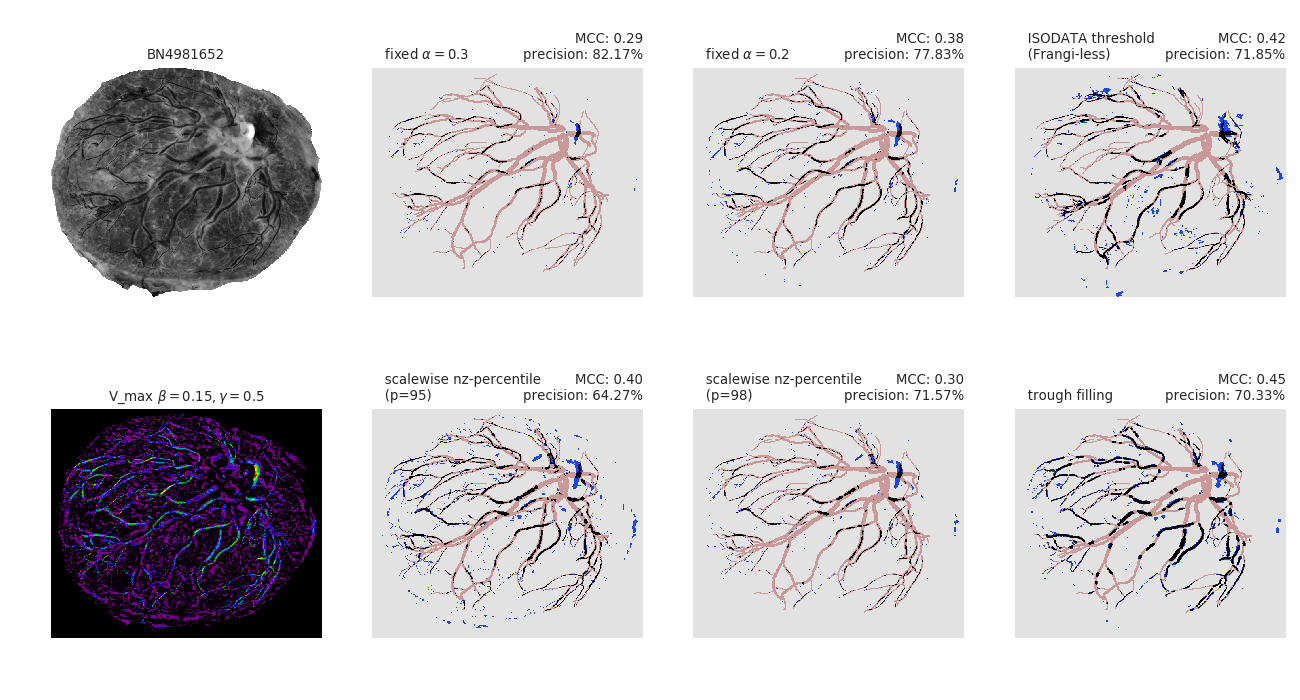 BN4981652
fixed α = 0.3
MCC: 0.29
precision: 82.17%
fixed α = 0.2
MCC: 0.38
precision: 77.83%
ISODATA threshold
(Frangi-less)
MCC: 0.42
precision: 71.85%
V_max β = 0.15, γ = 0.5
scalewise nz-percentile
(p=95)
MCC: 0.40
precision: 64.27%
scalewise nz-percentile
(p=98)
MCC: 0.30
precision: 71.57%
trough filling
MCC: 0.45
precision: 70.33%